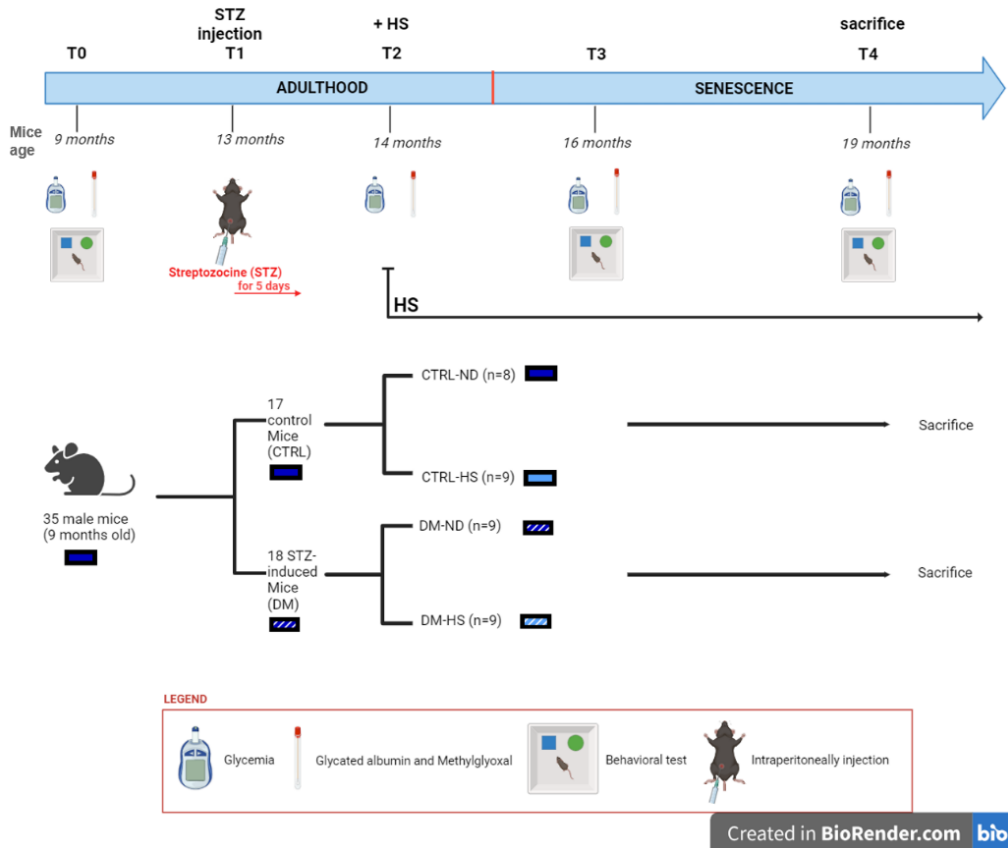 STZ
injection
+ HS
sacrifice
T0
T1
T2
T3
T4
ADULTHOOD
SENESCENCE
Mice
age
9 months
13 months
14 months
16 months
19 months
Streptozocine (STZ)
for 5 days
HS
35 male mice
(9 months old)
17
control
Mice
(CTRL)
18 STZ-
induced
Mice
(DM)
CTRL-ND (n=8)
CTRL-HS (n=9)
DM-ND (n=9)
DM-HS (n=9)
Sacrifice
Sacrifice
LEGEND
Glycemia
Glycated albumin and Methylglyoxal
Behavioral test
Intraperitoneally injection
Created in BioRender.com bio